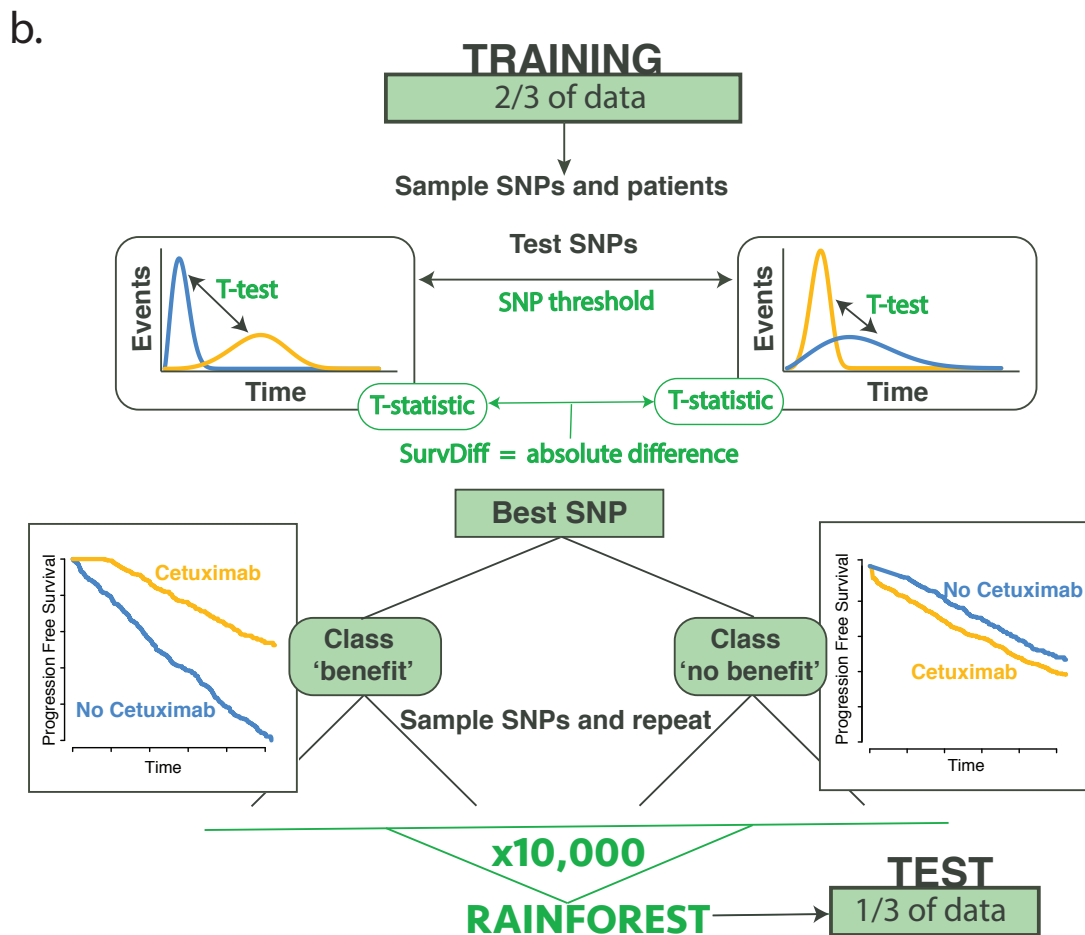 b.
TRAINING
2/3 of data
Sample SNPs and patients
Test SNPs
SNP threshold
Events
T-test
Time
T-statistic
Events
T-test
Time
T-statistic
SurvDiff = absolute difference
Best SNP
Progression Free Survival
Cetuximab
No Cetuximab
Time
Class
'benefit'
Class
'no benefit'
Progression Free Survival
No Cetuximab
Cetuximab
Time
Sample SNPs and repeat
x10,000
RAINFOREST
TEST
1/3 of data